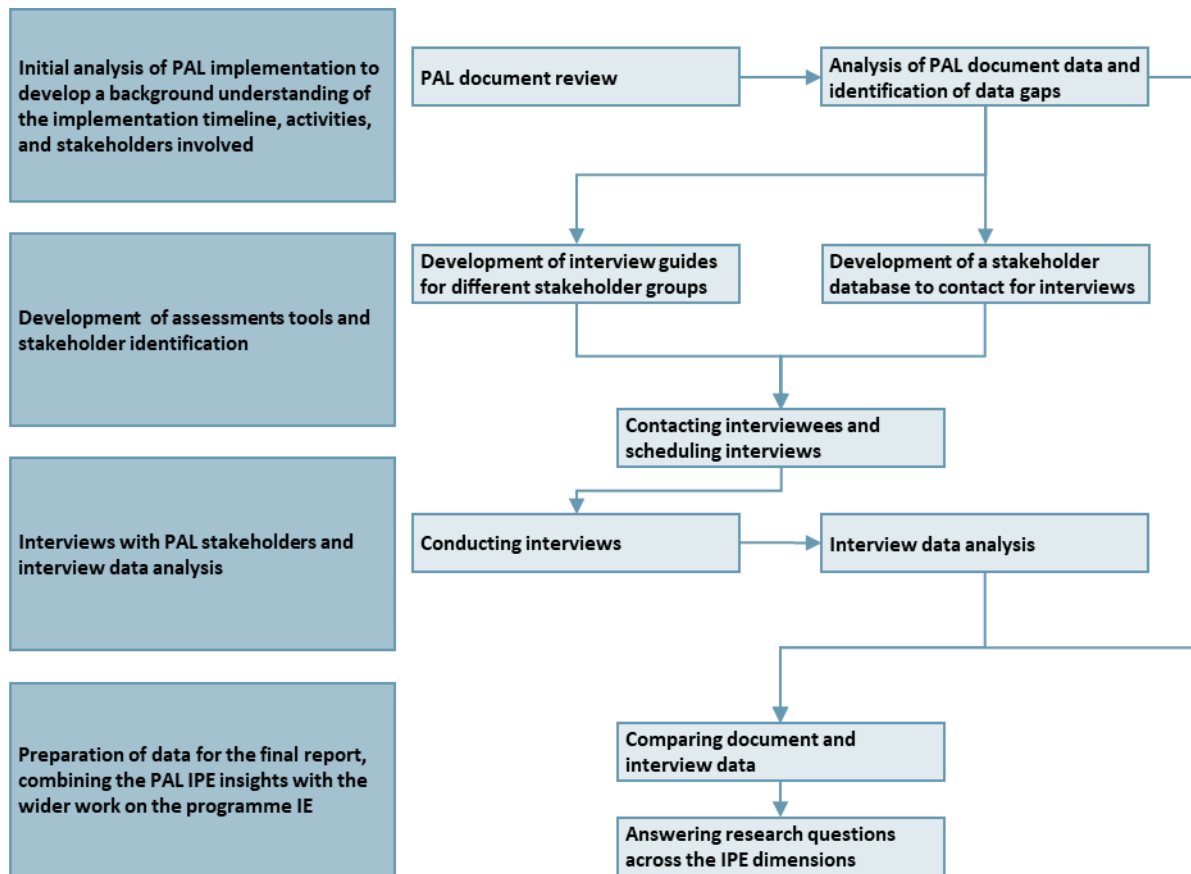 Initial analysis of PAL implementation to
develop a background understanding of
the implementation timeline, activities,
and stakeholders involved
PAL document review
Analysis of PAL document data and
identification of data gaps
Development  of assessments tools and
stakeholder identification
Development of interview guides
for different stakeholder groups
Development of a stakeholder
database to contact for interviews
Contacting interviewees and
scheduling interviews
Interviews with PAL stakeholders and
interview data analysis
Conducting interviews
Interview data analysis
Preparation of data for the final report,
combining the PAL IPE insights with the
wider work on the programme IE
Comparing document and
interview data
Answering research questions
across the IPE dimensions